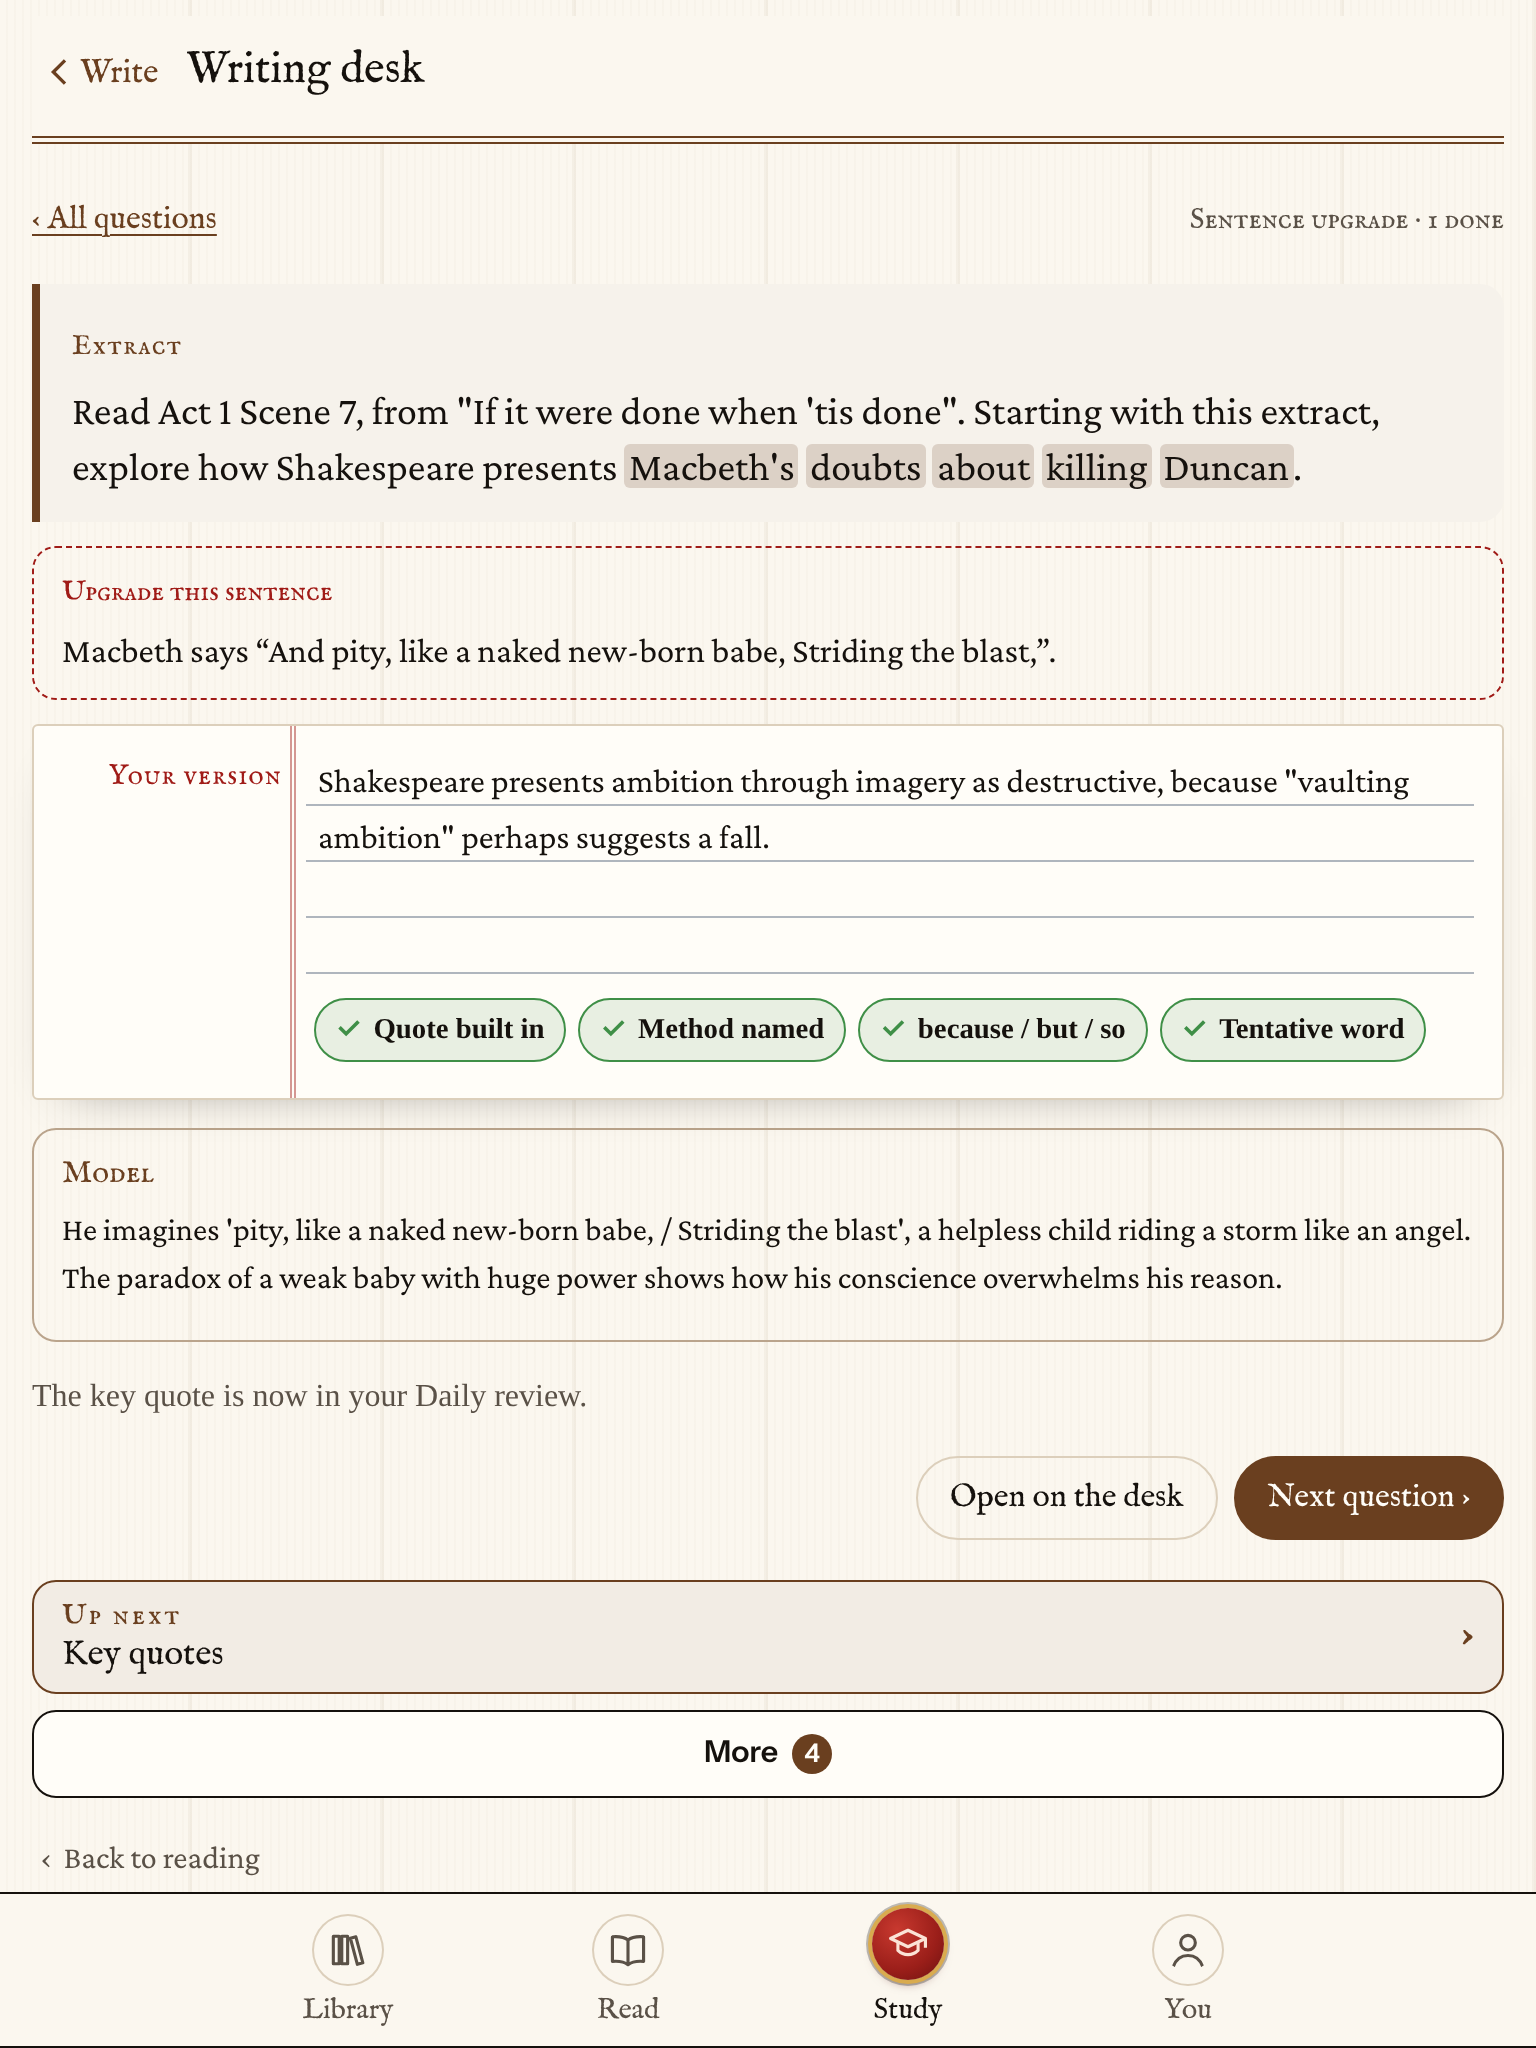 Write Writing desk
‹ All questions
Sentence upgrade · 1 done
Extract
Read Act 1 Scene 7, from "If it were done when 'tis done". Starting with this extract,
explore how Shakespeare presents Macbeth's doubts about killing Duncan.
Upgrade this sentence
Macbeth says “And pity, like a naked new-born babe, Striding the blast,”.
Your version
Shakespeare presents ambition through imagery as destructive, because "vaulting
ambition" perhaps suggests a fall.
Quote built in
Method named
because / but / so
Tentative word
Model
He imagines 'pity, like a naked new-born babe, / Striding the blast', a helpless child riding a storm like an angel.
The paradox of a weak baby with huge power shows how his conscience overwhelms his reason.
The key quote is now in your Daily review.
Open on the desk
Next question ›
Up next
Key quotes
More 4
‹ Back to reading
Library
Read
Study
You